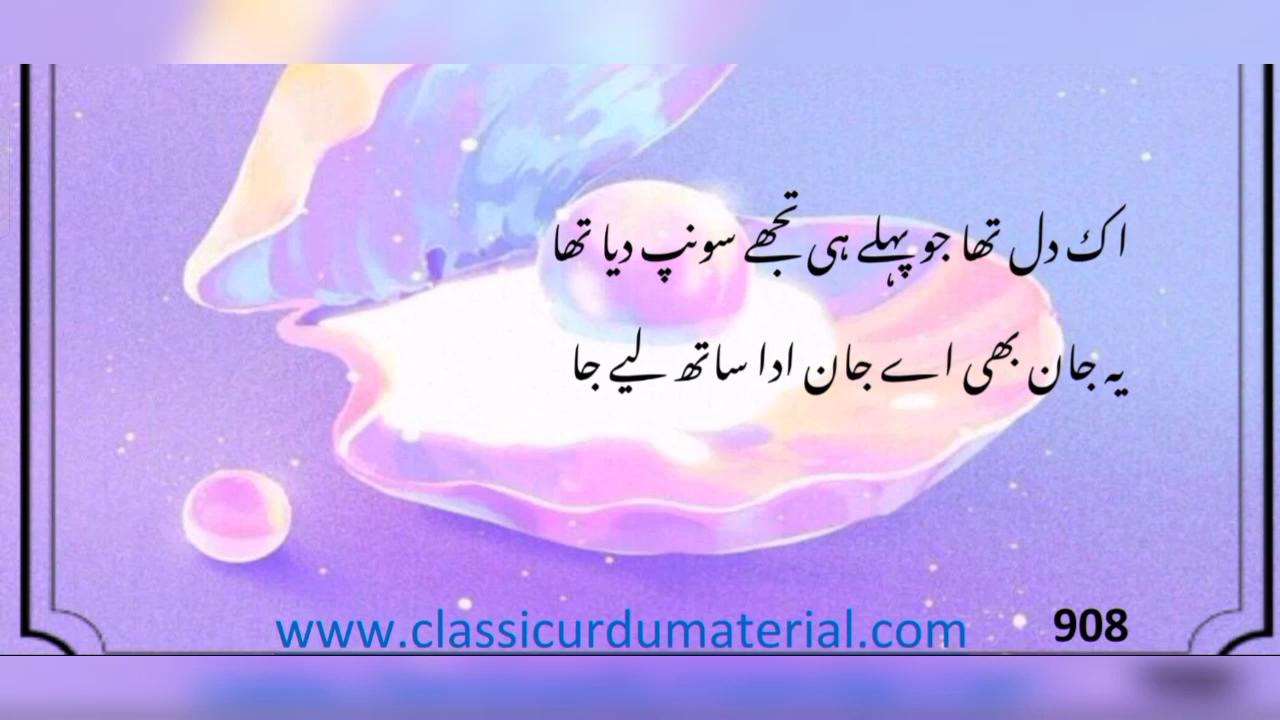 اک دل تھا جو پہلے ہی تجھے سونپ دیا تھا
یہ جان بھی اے جان ادا ساتھ لیے جا
www.classicurdumaterial.com
908